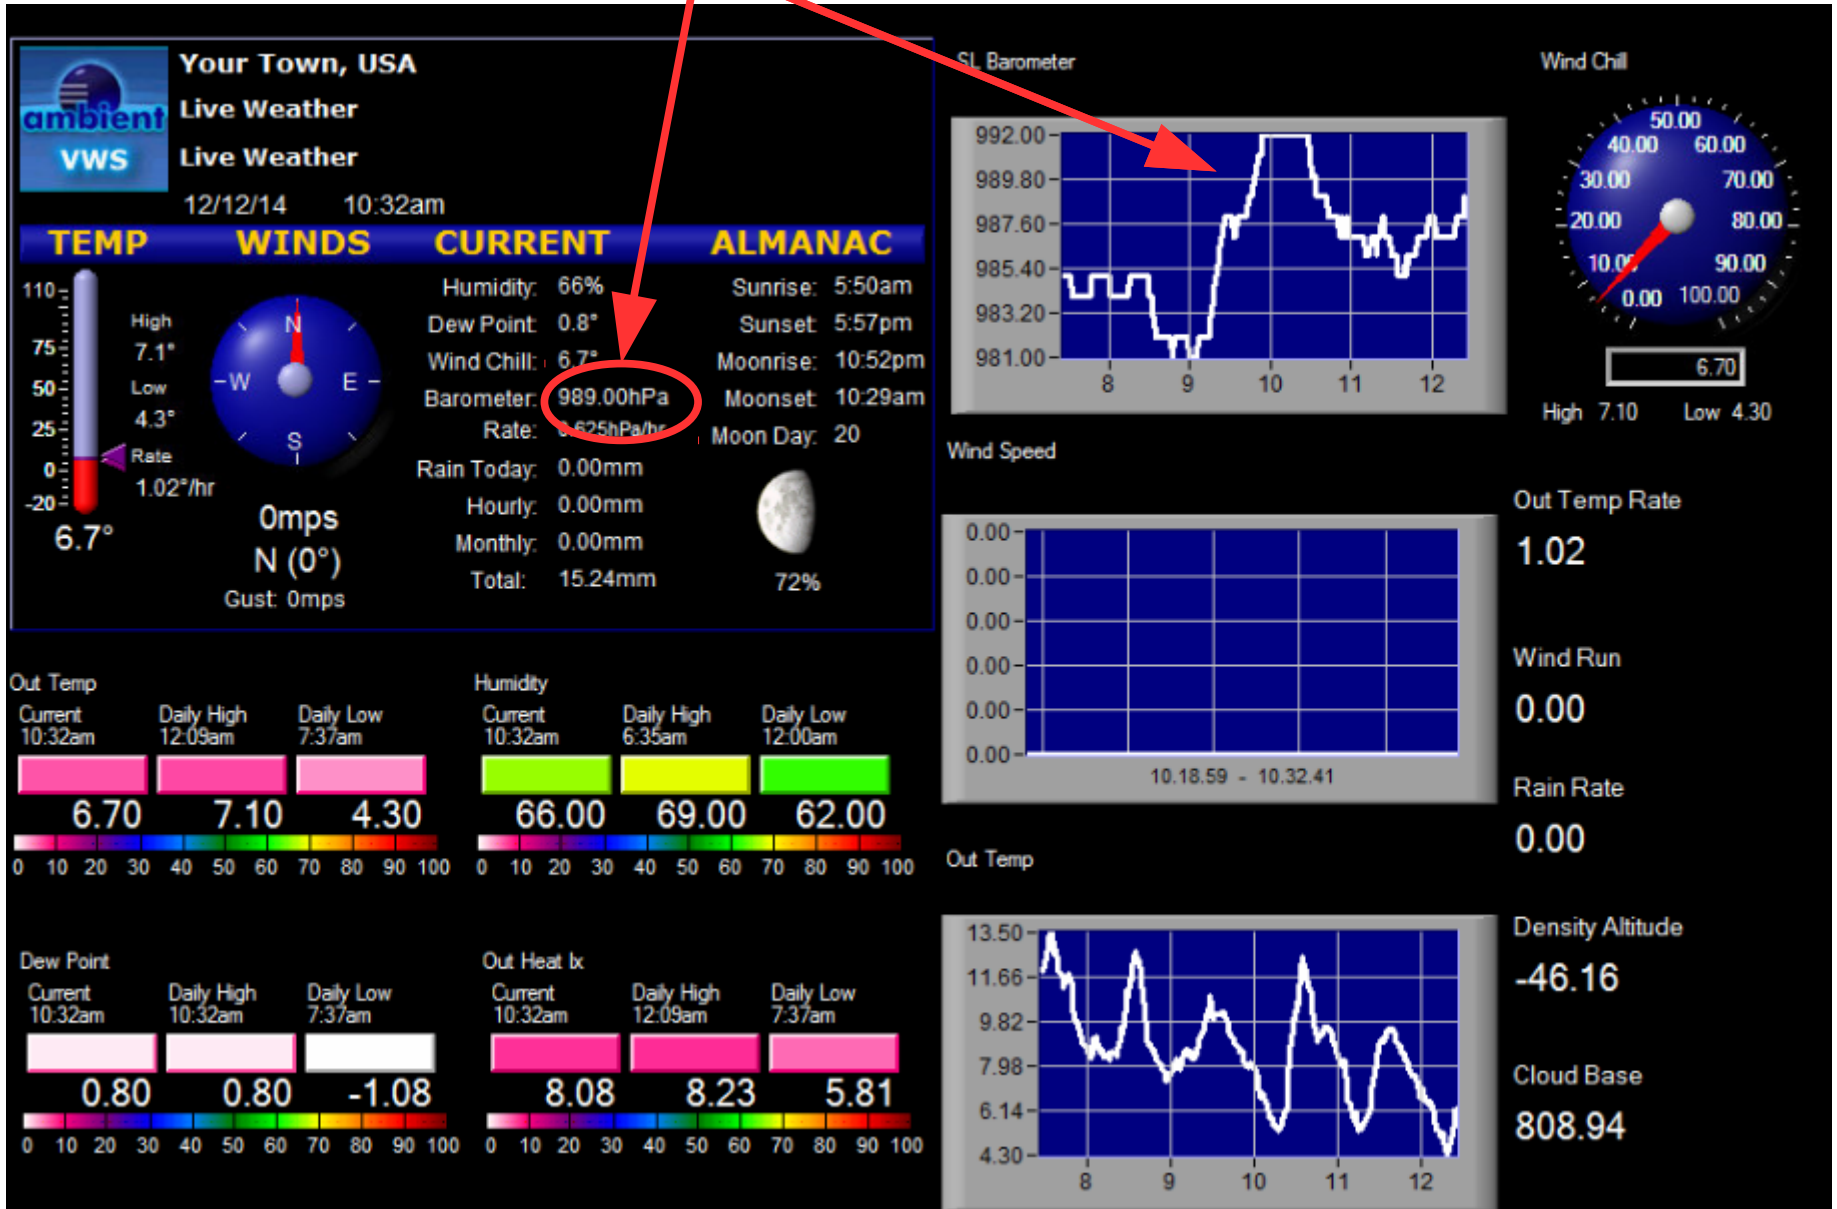 Your Town, USA
Live Weather
Live Weather
12/12/14 10:32am
ambient
VWS
TEMP WINDS CURRENT ALMANAC
110
75
50
25
0
-20
High
7.1°
Low
4.3°
Rate
1.02°/hr
6.7°
N
W E
S
0mps
N (0°)
Gust: 0mps
Humidity: 66%
Dew Point: 0.8°
Wind Chill: 6.7°
Barometer: 989.00hPa
Rate: 0.625hPa/hr
Rain Today: 0.00mm
Hourly: 0.00mm
Monthly: 0.00mm
Total: 15.24mm
Sunrise: 5:50am
Sunset: 5:57pm
Moonrise: 10:52pm
Moonset: 10:29am
Moon Day: 20
72%
SL Barometer
992.00
989.80
987.60
985.40
983.20
981.00
8 9 10 11 12
Wind Chill
50.00
40.00 60.00
30.00 70.00
20.00 80.00
10.00 90.00
0.00 100.00
6.70
High 7.10 Low 4.30
Wind Speed
0.00
0.00
0.00
0.00
0.00
0.00
10.18.59 - 10.32.41
Out Temp Rate
1.02
Wind Run
0.00
Rain Rate
0.00
Out Temp
Current Daily High Daily Low
10:32am 12:09am 7:37am
6.70 7.10 4.30
0 10 20 30 40 50 60 70 80 90 100
Humidity
Current Daily High Daily Low
10:32am 6:35am 12:00am
66.00 69.00 62.00
0 10 20 30 40 50 60 70 80 90 100
Dew Point
Current Daily High Daily Low
10:32am 10:32am 7:37am
0.80 0.80 -1.08
0 10 20 30 40 50 60 70 80 90 100
Out Heat Ix
Current Daily High Daily Low
10:32am 12:09am 7:37am
8.08 8.23 5.81
0 10 20 30 40 50 60 70 80 90 100
Out Temp
13.50
11.66
9.82
7.98
6.14
4.30
8 9 10 11 12
Density Altitude
-46.16
Cloud Base
808.94